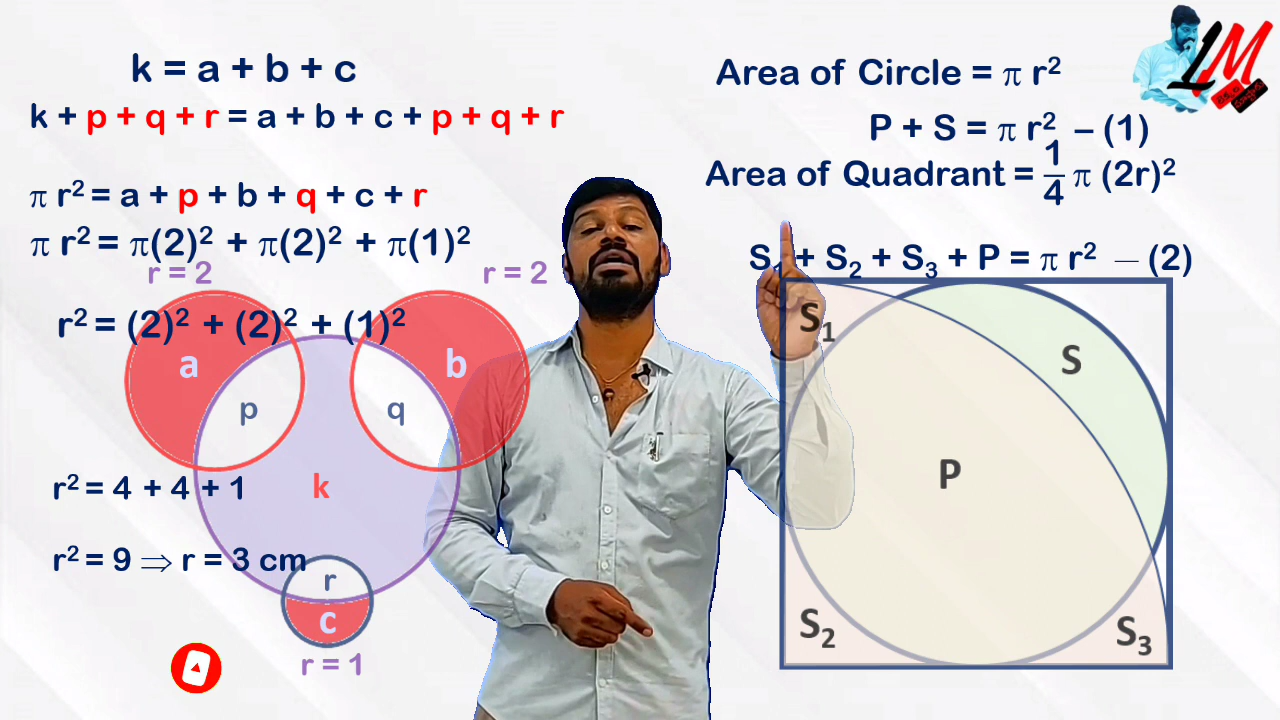 k = a + b + c
k + p + q + r = a + b + c + p + q + r
π r² = a + p + b + q + c + r
π r² = π(2)² + π(2)² + π(1)²
r = 2
r = 2
r² = (2)² + (2)² + (1)²
a
b
p
q
k
r² = 4 + 4 + 1
r² = 9 ⇒ r = 3 cm
r
c
r = 1
Area of Circle = π r²
P + S = π r² – (1)
Area of Quadrant = 1/4 π (2r)²
S₁ + S₂ + S₃ + P = π r² – (2)
S₁
S
P
S₂
S₃
LM